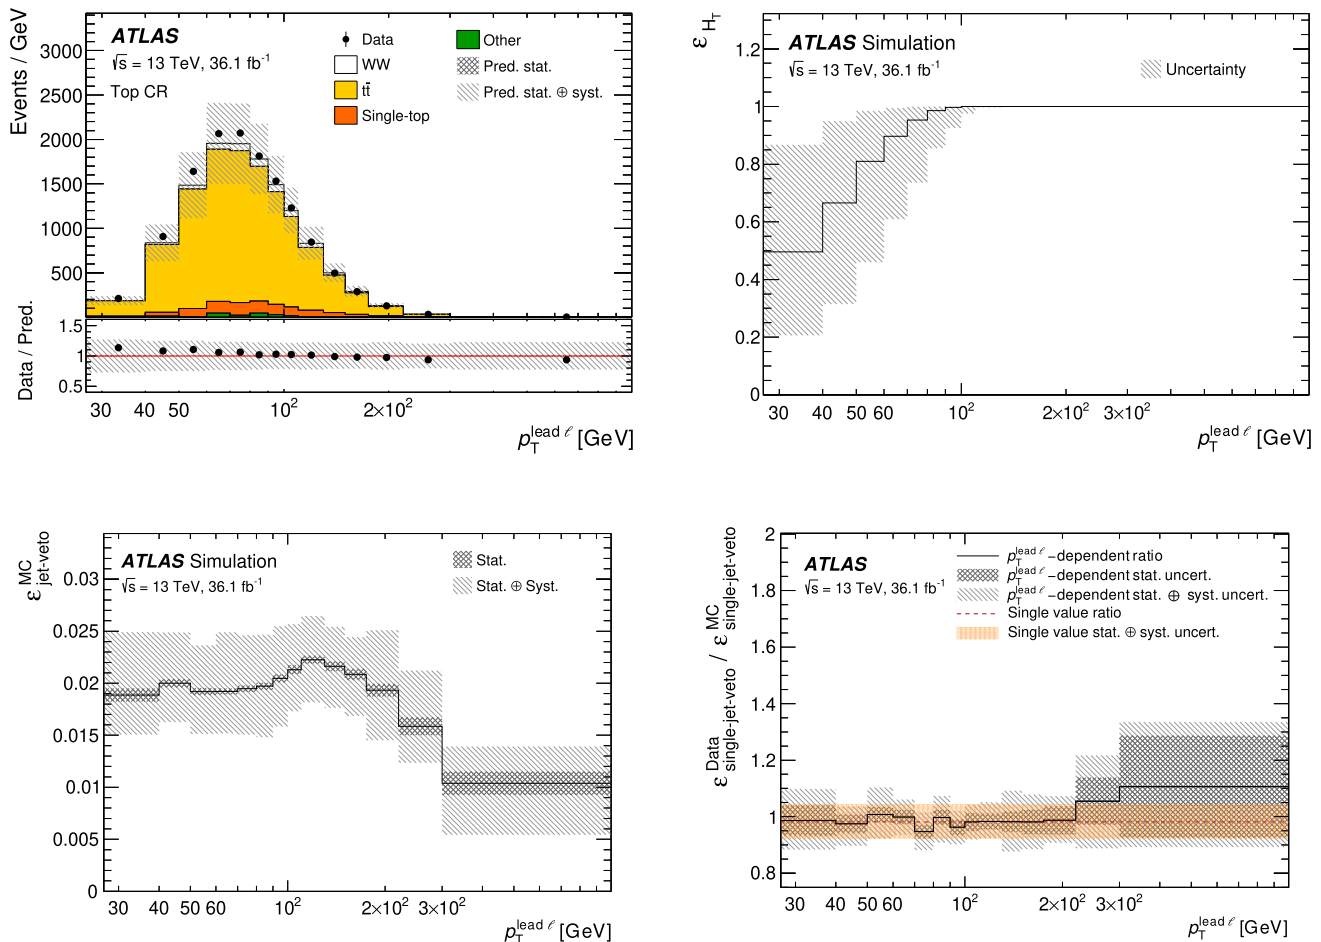 ATLAS
√s = 13 TeV, 36.1 fb⁻¹
Top CR
Data
WW
tt̄
Single-top
Other
Pred. stat.
Pred. stat. ⊕ syst.
Events / GeV
3000
2500
2000
1500
1000
500
Data / Pred.
1.5
1
0.5
30 40 50 10² 2×10²
p_T^{lead ℓ} [GeV]
ATLAS Simulation
√s = 13 TeV, 36.1 fb⁻¹
Uncertainty
ε_{H_T}
1.2
1
0.8
0.6
0.4
0.2
0
30 40 50 60 10² 2×10² 3×10²
p_T^{lead ℓ} [GeV]
ATLAS Simulation
√s = 13 TeV, 36.1 fb⁻¹
Stat.
Stat. ⊕ Syst.
ε^{MC}_{jet-veto}
0.03
0.025
0.02
0.015
0.01
0.005
0
30 40 50 60 10² 2×10² 3×10²
p_T^{lead ℓ} [GeV]
ATLAS
√s = 13 TeV, 36.1 fb⁻¹
p_T^{lead ℓ} –dependent ratio
p_T^{lead ℓ} –dependent stat. uncert.
p_T^{lead ℓ} –dependent stat. ⊕ syst. uncert.
Single value ratio
Single value stat. ⊕ syst. uncert.
ε^{Data}_{single-jet-veto} / ε^{MC}_{single-jet-veto}
2
1.8
1.6
1.4
1.2
1
0.8
30 40 50 60 10² 2×10² 3×10²
p_T^{lead ℓ} [GeV]